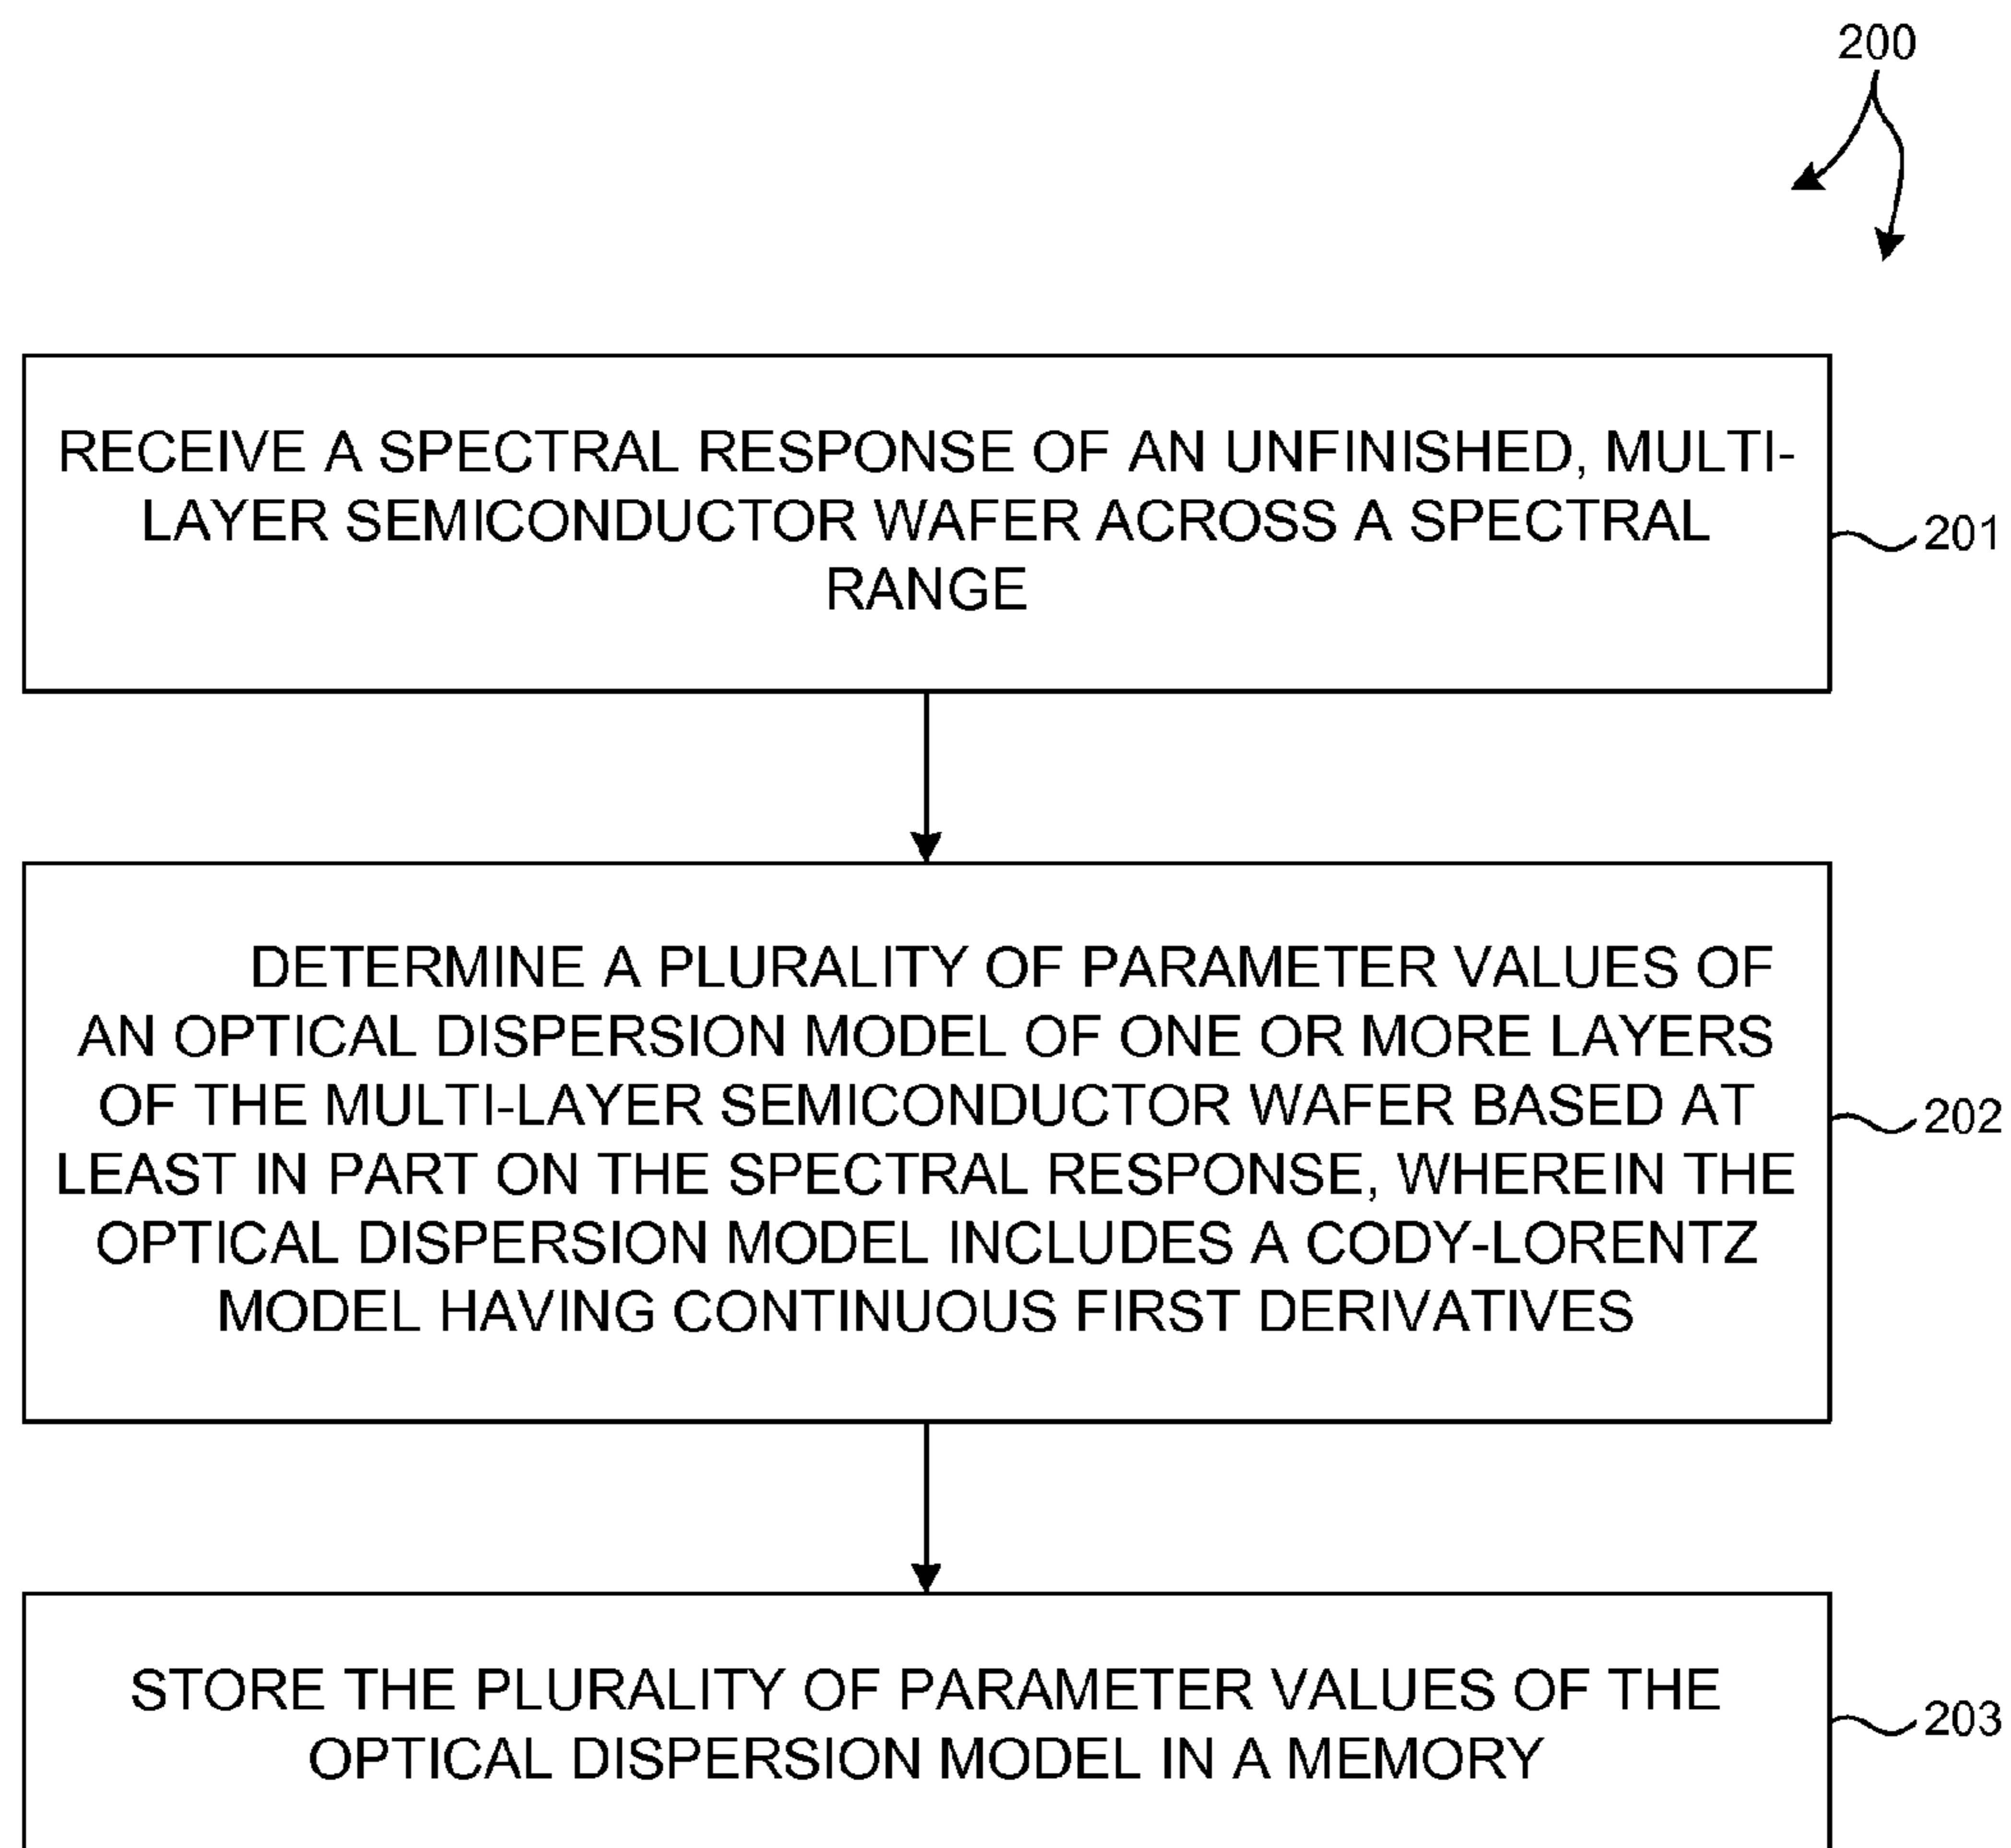 200
RECEIVE A SPECTRAL RESPONSE OF AN UNFINISHED, MULTI-
LAYER SEMICONDUCTOR WAFER ACROSS A SPECTRAL
RANGE
201
DETERMINE A PLURALITY OF PARAMETER VALUES OF
AN OPTICAL DISPERSION MODEL OF ONE OR MORE LAYERS
OF THE MULTI-LAYER SEMICONDUCTOR WAFER BASED AT
LEAST IN PART ON THE SPECTRAL RESPONSE, WHEREIN THE
OPTICAL DISPERSION MODEL INCLUDES A CODY-LORENTZ
MODEL HAVING CONTINUOUS FIRST DERIVATIVES
202
STORE THE PLURALITY OF PARAMETER VALUES OF THE
OPTICAL DISPERSION MODEL IN A MEMORY
203